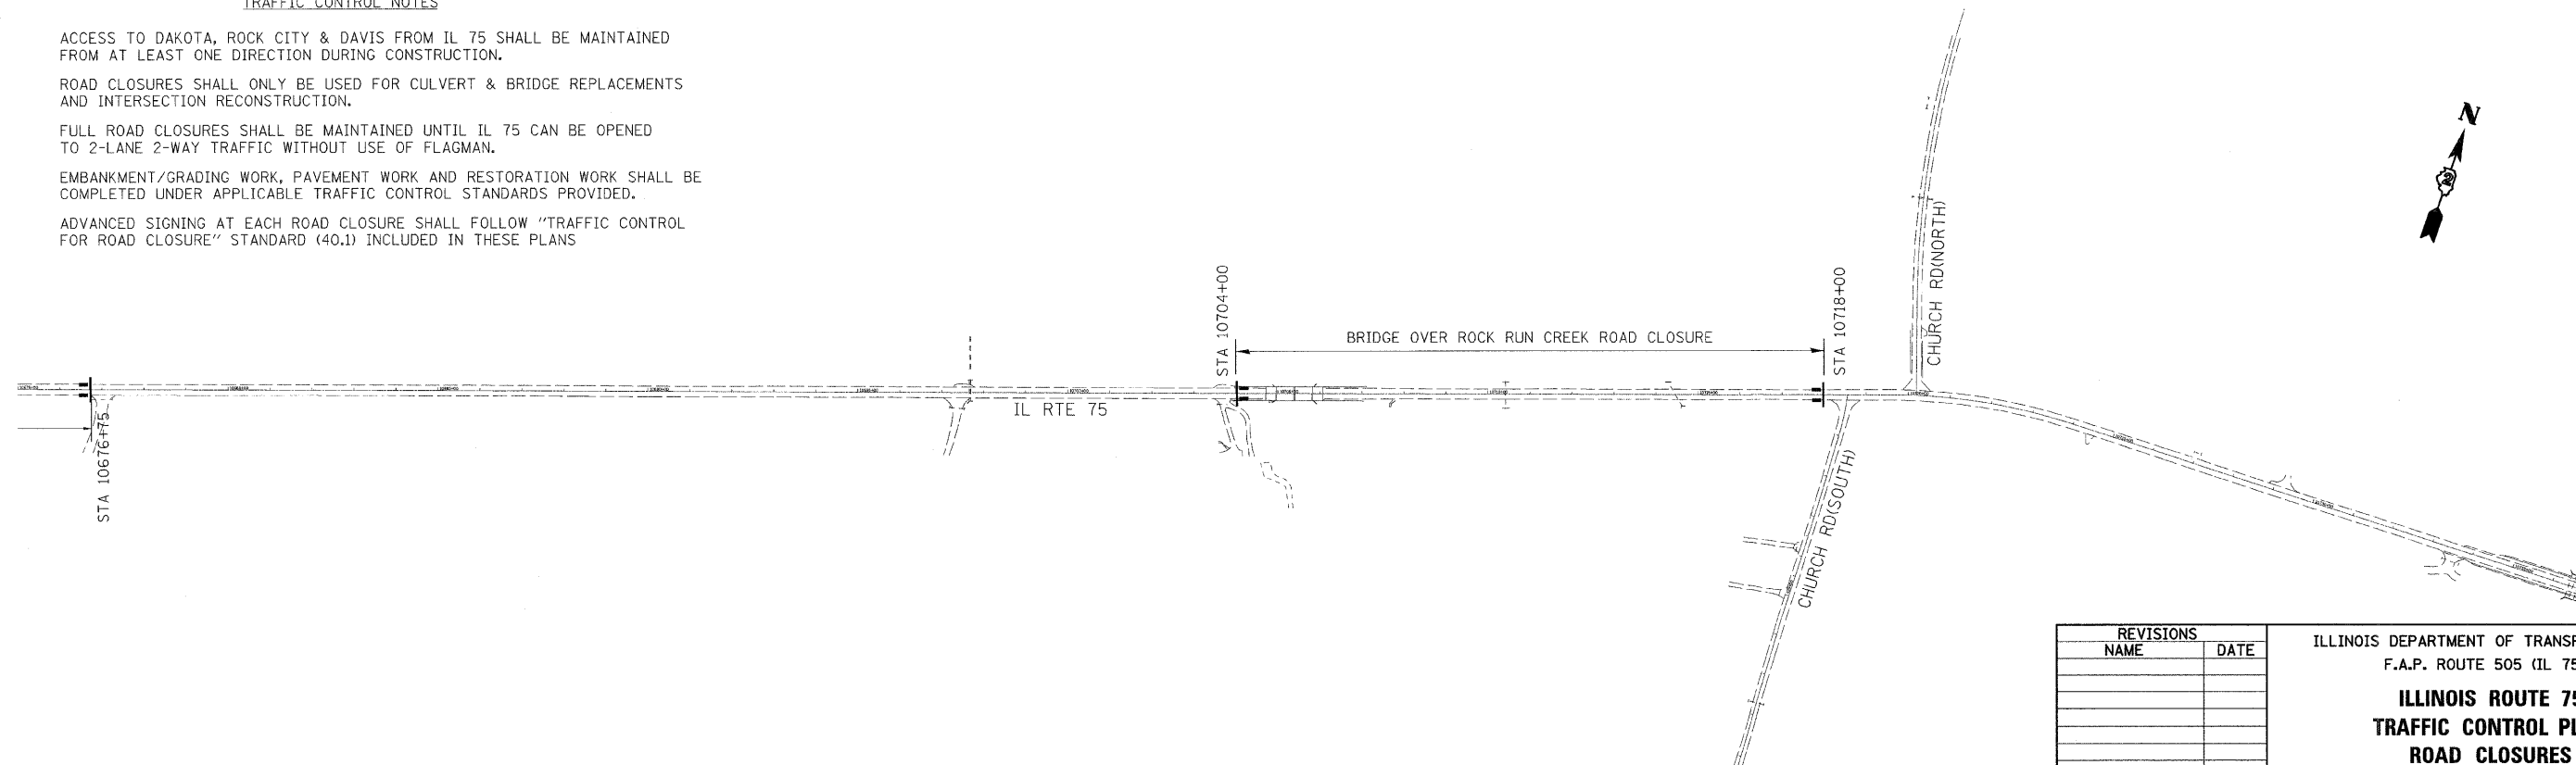 TRAFFIC CONTROL NOTES
ACCESS TO DAKOTA, ROCK CITY & DAVIS FROM IL 75 SHALL BE MAINTAINED
FROM AT LEAST ONE DIRECTION DURING CONSTRUCTION.
ROAD CLOSURES SHALL ONLY BE USED FOR CULVERT & BRIDGE REPLACEMENTS
AND INTERSECTION RECONSTRUCTION.
FULL ROAD CLOSURES SHALL BE MAINTAINED UNTIL IL 75 CAN BE OPENED
TO 2-LANE 2-WAY TRAFFIC WITHOUT USE OF FLAGMAN.
EMBANKMENT/GRADING WORK, PAVEMENT WORK AND RESTORATION WORK SHALL BE
COMPLETED UNDER APPLICABLE TRAFFIC CONTROL STANDARDS PROVIDED.
ADVANCED SIGNING AT EACH ROAD CLOSURE SHALL FOLLOW "TRAFFIC CONTROL
FOR ROAD CLOSURE" STANDARD (40.1) INCLUDED IN THESE PLANS
N
2
STA 10676+75
IL RTE 75
STA 10704+00
BRIDGE OVER ROCK RUN CREEK ROAD CLOSURE
STA 10718+00
CHURCH RD(NORTH)
CHURCH RD(SOUTH)
REVISIONS
NAME DATE
ILLINOIS DEPARTMENT OF TRANSP
F.A.P. ROUTE 505 (IL 75
ILLINOIS ROUTE 75
TRAFFIC CONTROL PL
ROAD CLOSURES